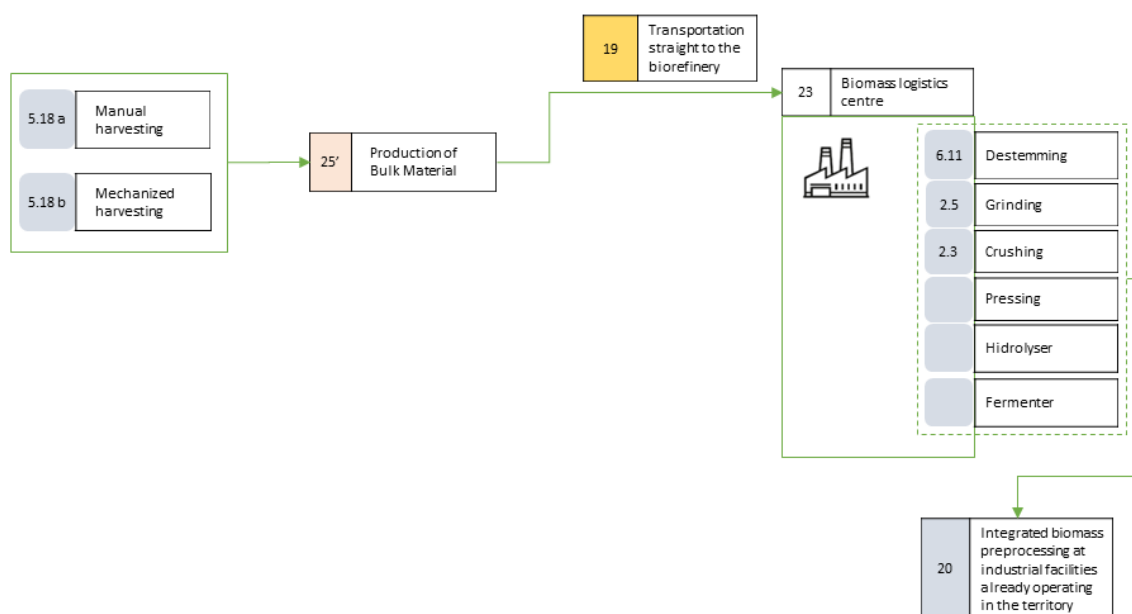 19
Transportation
straight to the
biorefinery
5.18 a
Manual
harvesting
5.18 b
Mechanized
harvesting
25’
Production of
Bulk Material
23
Biomass logistics
centre
6.11
Destemming
2.5
Grinding
2.3
Crushing
Pressing
Hidrolyser
Fermenter
20
Integrated biomass
preprocessing at
industrial facilities
already operating
in the territory